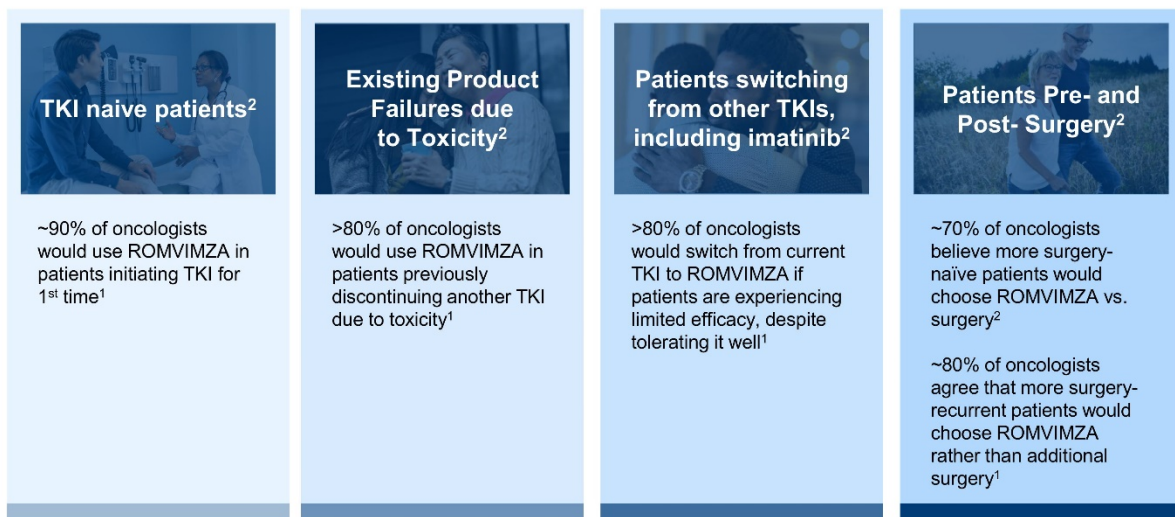 TKI naive patients²
~90% of oncologists
would use ROMVIMZA in
patients initiating TKI for
1st time¹
Existing Product
Failures due
to Toxicity²
>80% of oncologists
would use ROMVIMZA in
patients previously
discontinuing another TKI
due to toxicity¹
Patients switching
from other TKIs,
including imatinib²
>80% of oncologists
would switch from current
TKI to ROMVIMZA if
patients are experiencing
limited efficacy, despite
tolerating it well¹
Patients Pre- and
Post- Surgery²
~70% of oncologists
believe more surgery-
naïve patients would
choose ROMVIMZA vs.
surgery²
~80% of oncologists
agree that more surgery-
recurrent patients would
choose ROMVIMZA
rather than additional
surgery¹